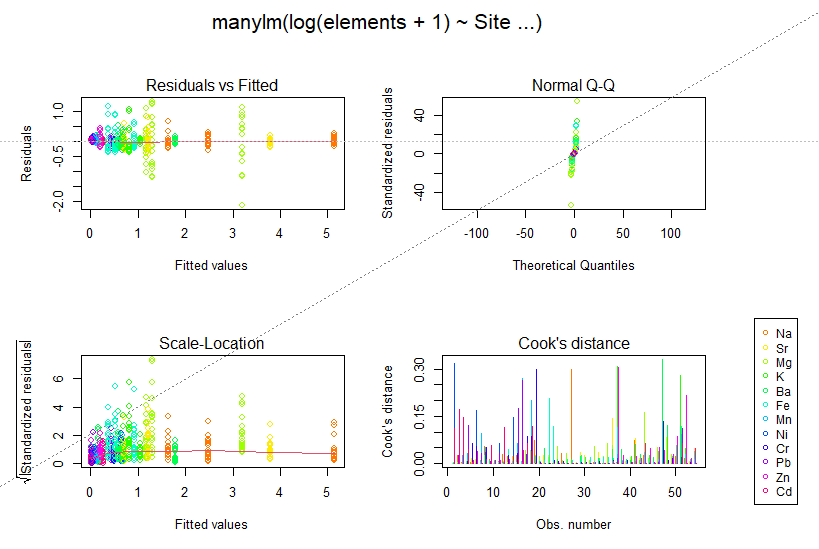 manylm(log(elements + 1) ~ Site ...)
Residuals vs Fitted
Residuals
-2.0 -0.5 1.0
0 1 2 3 4 5
Fitted values
Normal Q-Q
Standardized residuals
-40 0 40
-100 -50 0 50 100
Theoretical Quantiles
Scale-Location
√|Standardized residuals|
0 2 4 6
0 1 2 3 4 5
Fitted values
Cook's distance
Cook's distance
0.00 0.15 0.30
0 10 20 30 40 50
Obs. number
Na
Sr
Mg
K
Ba
Fe
Mn
Ni
Cr
Pb
Zn
Cd